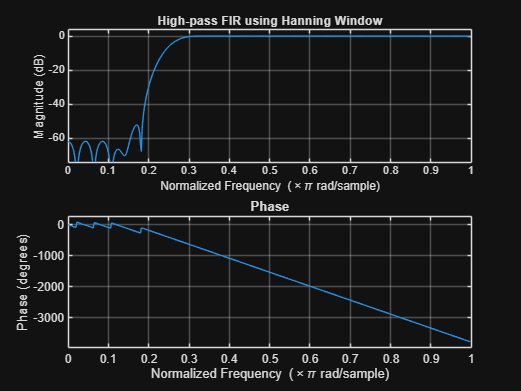 High-pass FIR using Hanning Window
Magnitude (dB)
0
-20
-40
-60
0 0.1 0.2 0.3 0.4 0.5 0.6 0.7 0.8 0.9 1
Normalized Frequency (×π rad/sample)
Phase
Phase (degrees)
0
-1000
-2000
-3000
0 0.1 0.2 0.3 0.4 0.5 0.6 0.7 0.8 0.9 1
Normalized Frequency (×π rad/sample)